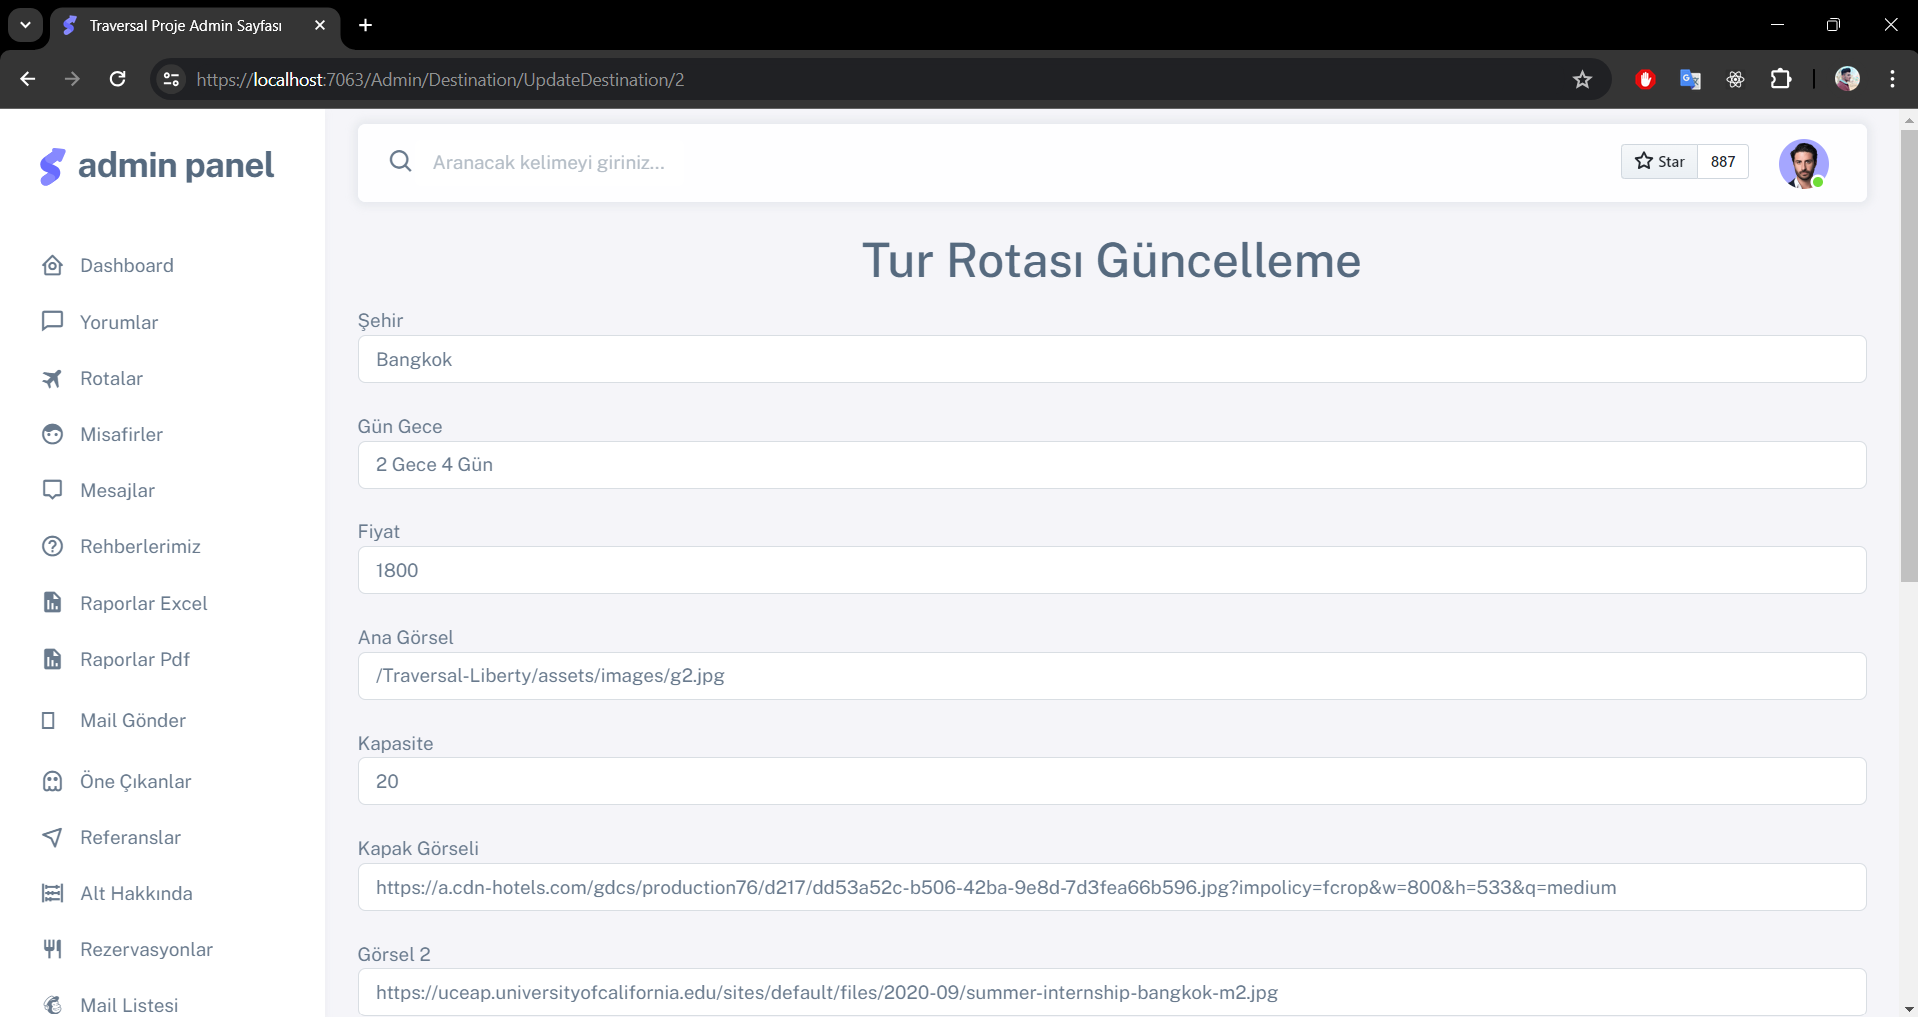 Traversal Proje Admin Sayfası
https://localhost:7063/Admin/Destination/UpdateDestination/2
admin panel
Aranacak kelimeyi giriniz...
Star 887
Dashboard
Yorumlar
Rotalar
Misafirler
Mesajlar
Rehberlerimiz
Raporlar Excel
Raporlar Pdf
Mail Gönder
Öne Çıkanlar
Referanslar
Alt Hakkında
Rezervasyonlar
Mail Listesi
Tur Rotası Güncelleme
Şehir
Bangkok
Gün Gece
2 Gece 4 Gün
Fiyat
1800
Ana Görsel
/Traversal-Liberty/assets/images/g2.jpg
Kapasite
20
Kapak Görseli
https://a.cdn-hotels.com/gdcs/production76/d217/dd53a52c-b506-42ba-9e8d-7d3fea66b596.jpg?impolicy=fcrop&w=800&h=533&q=medium
Görsel 2
https://uceap.universityofcalifornia.edu/sites/default/files/2020-09/summer-internship-bangkok-m2.jpg